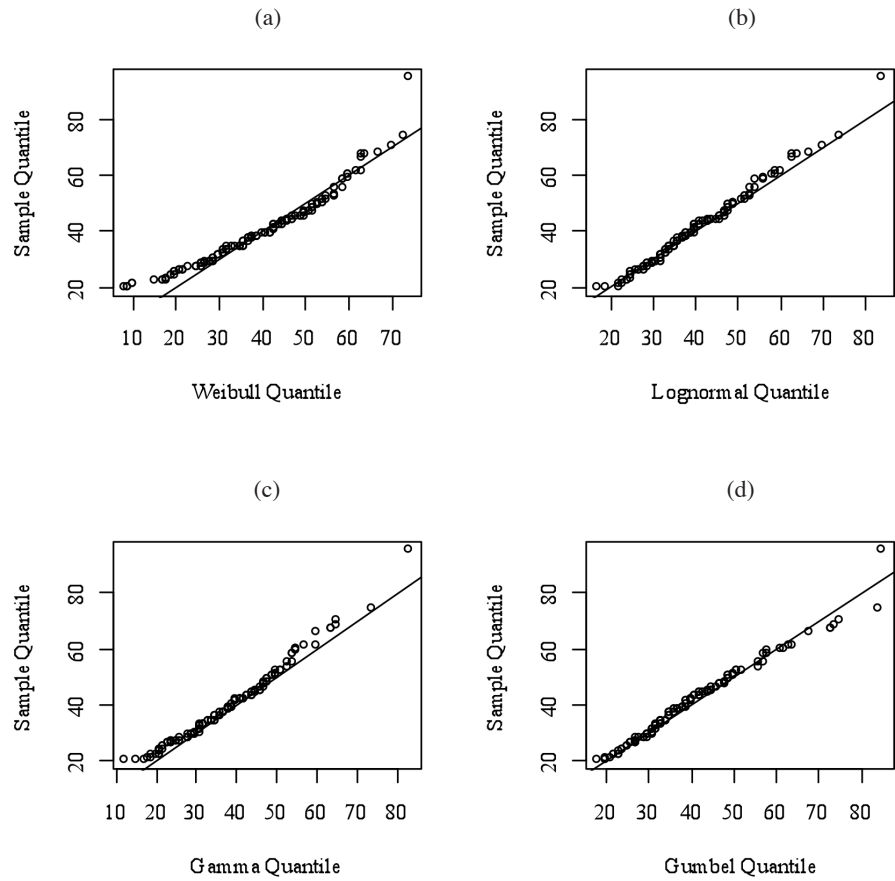 (a)
Sample Quantile
20 40 60 80
10 20 30 40 50 60 70
Weibull Quantile
(b)
Sample Quantile
20 40 60 80
20 30 40 50 60 70 80
Lognormal Quantile
(c)
Sample Quantile
20 40 60 80
10 20 30 40 50 60 70 80
Gamma Quantile
(d)
Sample Quantile
20 40 60 80
20 30 40 50 60 70 80
Gumbel Quantile